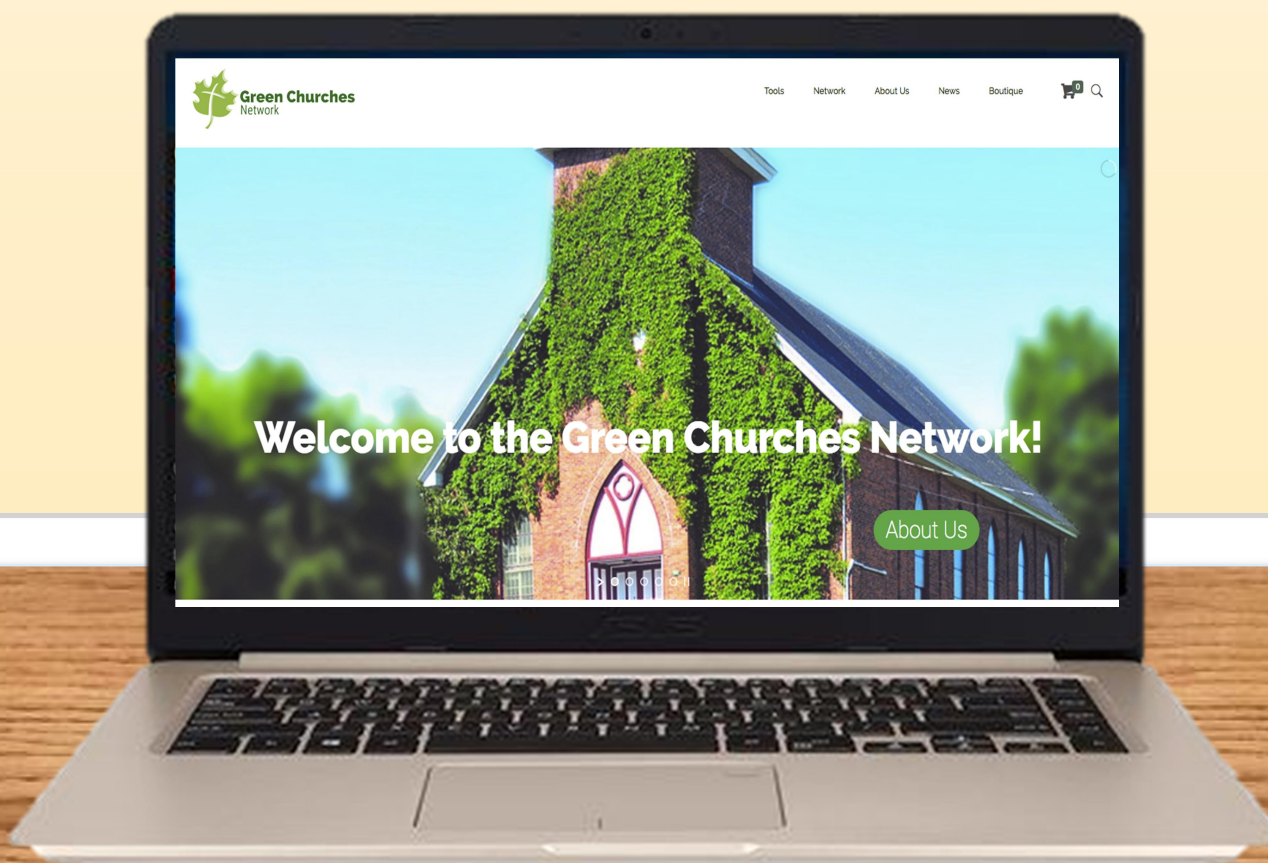 Green Churches
Network
Tools Network About Us News Boutique 0
Welcome to the Green Churches Network!
About Us